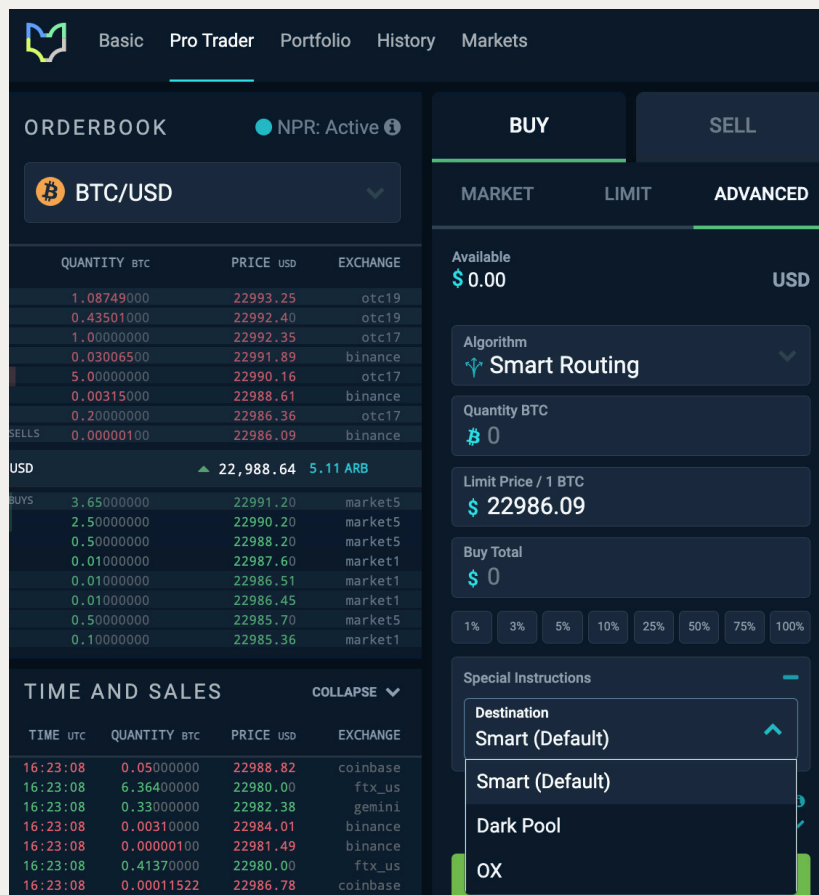 Basic Pro Trader Portfolio History Markets
ORDERBOOK NPR: Active
BTC/USD
QUANTITY BTC PRICE USD EXCHANGE
1.08749000 22993.25 otc19
0.43501000 22992.40 otc19
1.00000000 22992.35 otc17
0.03006500 22991.89 binance
5.00000000 22990.16 otc17
0.00315000 22988.61 binance
0.20000000 22986.36 otc17
SELLS 0.00000100 22986.09 binance
USD 22,988.64 5.11 ARB
BUYS 3.65000000 22991.20 market5
2.50000000 22990.20 market5
0.50000000 22988.20 market5
0.01000000 22987.60 market1
0.01000000 22986.51 market1
0.01000000 22986.45 market1
0.50000000 22985.70 market5
0.10000000 22985.36 market1
TIME AND SALES COLLAPSE
TIME UTC QUANTITY BTC PRICE USD EXCHANGE
16:23:08 0.05000000 22988.82 coinbase
16:23:08 6.36400000 22980.00 ftx_us
16:23:08 0.33000000 22982.38 gemini
16:23:08 0.00310000 22984.01 binance
16:23:08 0.00000100 22981.49 binance
16:23:08 0.41370000 22980.00 ftx_us
16:23:08 0.00011522 22986.78 coinbase
BUY SELL
MARKET LIMIT ADVANCED
Available
$ 0.00 USD
Algorithm
Smart Routing
Quantity BTC
0
Limit Price / 1 BTC
$ 22986.09
Buy Total
$ 0
1% 3% 5% 10% 25% 50% 75% 100%
Special Instructions
Destination
Smart (Default)
Smart (Default)
Dark Pool
OX